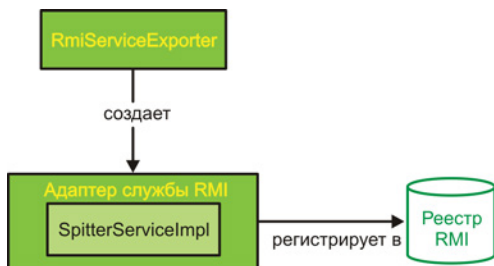 RmiServiceExporter
создает
Адаптер службы RMI
SpitterServiceImpl
регистрирует в
Реестр
RMI